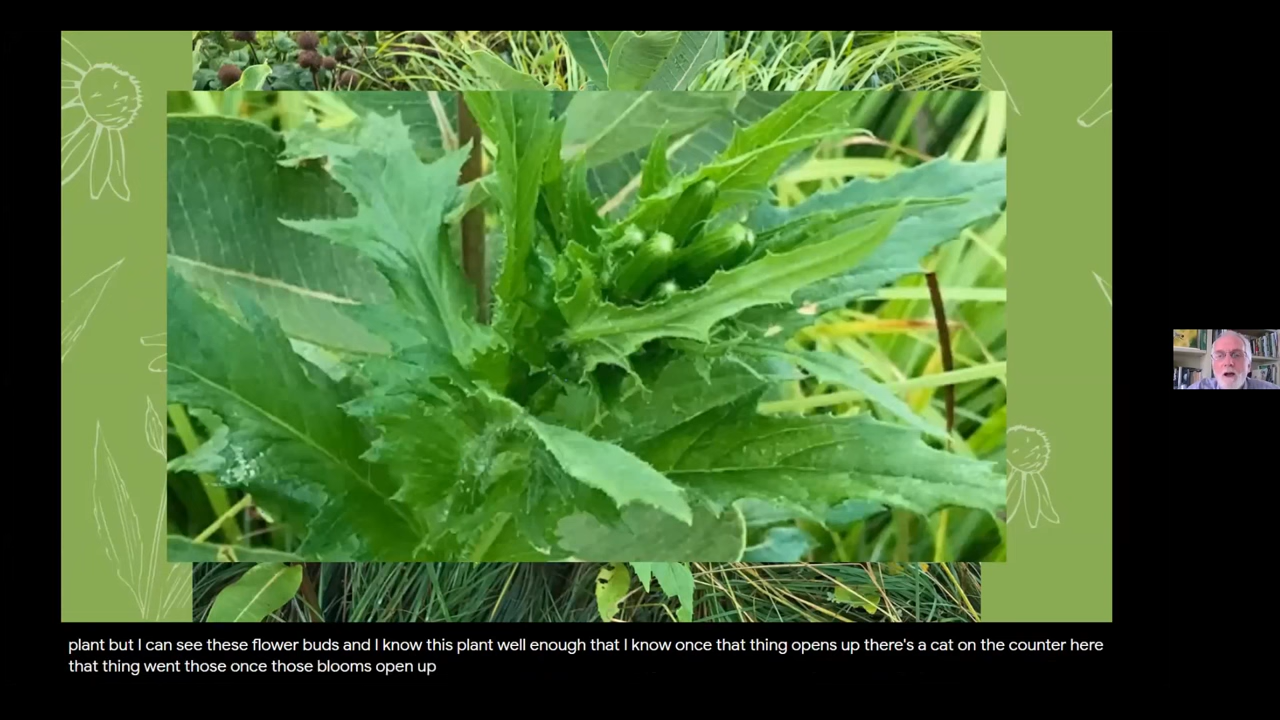 plant but I can see these flower buds and I know this plant well enough that I know once that thing opens up there's a cat on the counter here
that thing went those once those blooms open up